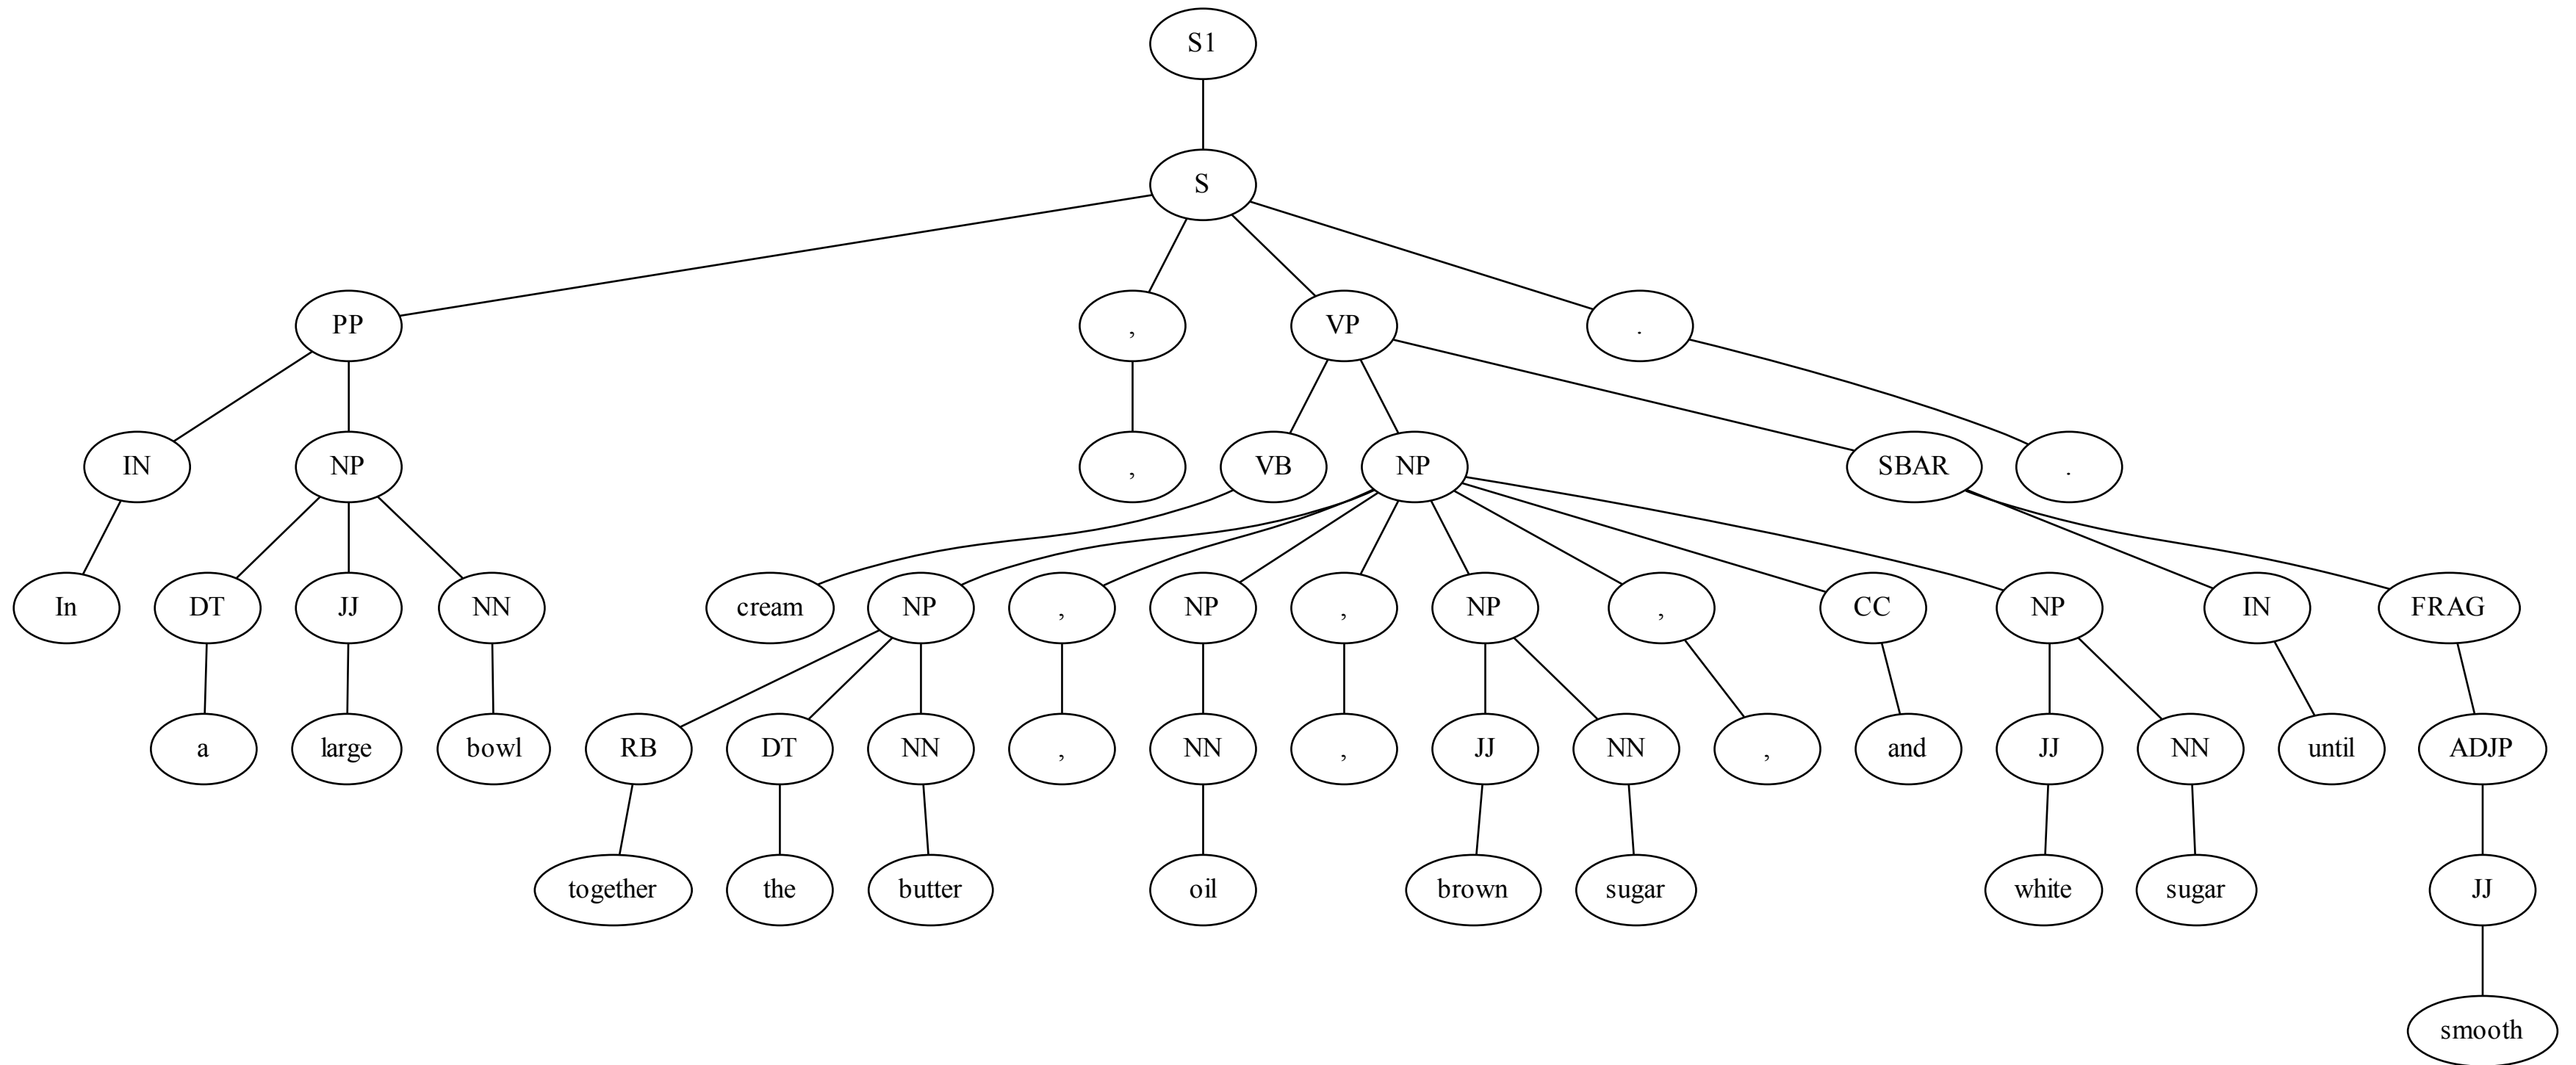 S1
S
PP , VP .
IN NP , VB NP SBAR .
In DT JJ NN cream NP , NP , NP , CC NP IN FRAG
a large bowl RB DT NN , NN , JJ NN , and JJ NN until ADJP
together the butter oil brown sugar white sugar JJ
smooth